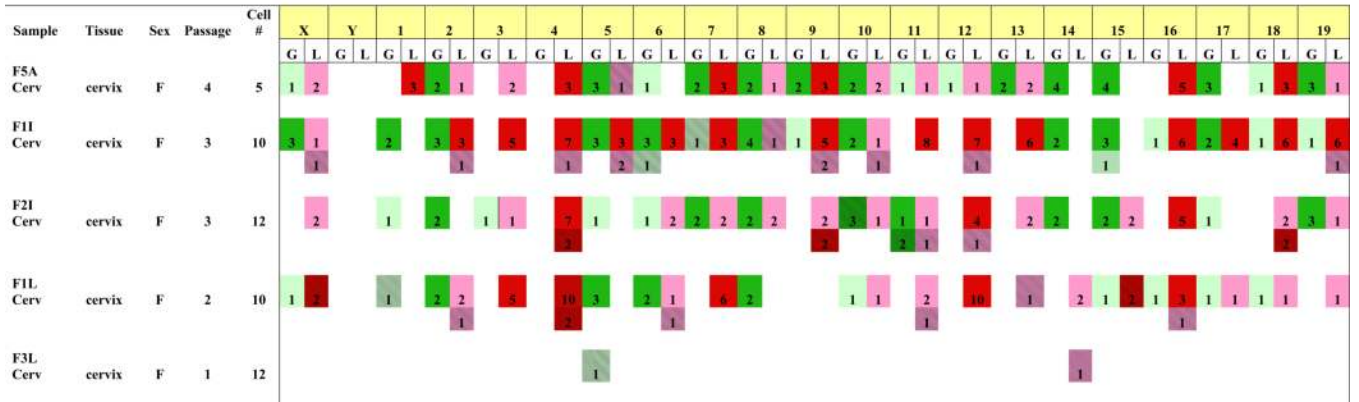 Cell
Sample Tissue Sex Passage # X Y 1 2 3 4 5 6 7 8 9 10 11 12 13 14 15 16 17 18 19
G L G L G L G L G L G L G L G L G L G L G L G L G L G L G L G L G L G L G L G L G L
F5A
Cerv cervix F 4 5 1 2 3 2 1 2 3 3 1 1 2 3 2 1 2 3 2 2 1 1 1 1 2 2 4 4 5 3 1 3 3 1
F1I
Cerv cervix F 3 10 3 1 2 3 3 5 7 3 3 3 3 1 3 4 1 1 5 2 1 8 7 6 2 3 1 6 2 4 1 6 1 6
1 1 1 2 1 2 1 1 1 1
F2I
Cerv cervix F 3 12 2 1 2 1 1 7 1 1 2 2 2 2 2 2 3 1 1 1 4 2 2 2 2 5 1 2 3 1
2 2 1 1 2
F1L
Cerv cervix F 2 10 1 2 1 2 2 5 10 3 2 1 6 2 1 1 2 10 1 2 1 2 1 3 1 1 1 1 1
1 2 1 1 1
F3L
Cerv cervix F 1 12 1 1